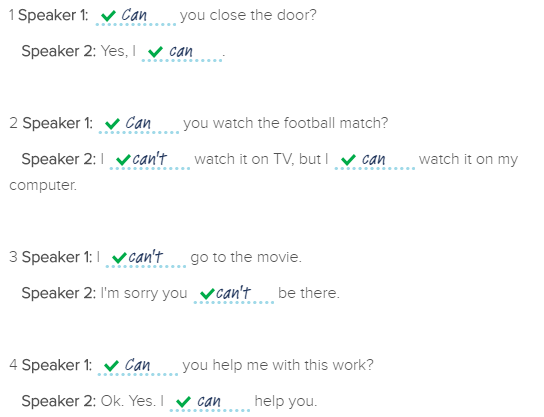 1 Speaker 1: ✔ Can you close the door?
Speaker 2: Yes, I ✔ can.
2 Speaker 1: ✔ Can you watch the football match?
Speaker 2: I ✔ can't watch it on TV, but I ✔ can watch it on my
computer.
3 Speaker 1: I ✔ can't go to the movie.
Speaker 2: I'm sorry you ✔ can't be there.
4 Speaker 1: ✔ Can you help me with this work?
Speaker 2: Ok. Yes. I ✔ can help you.